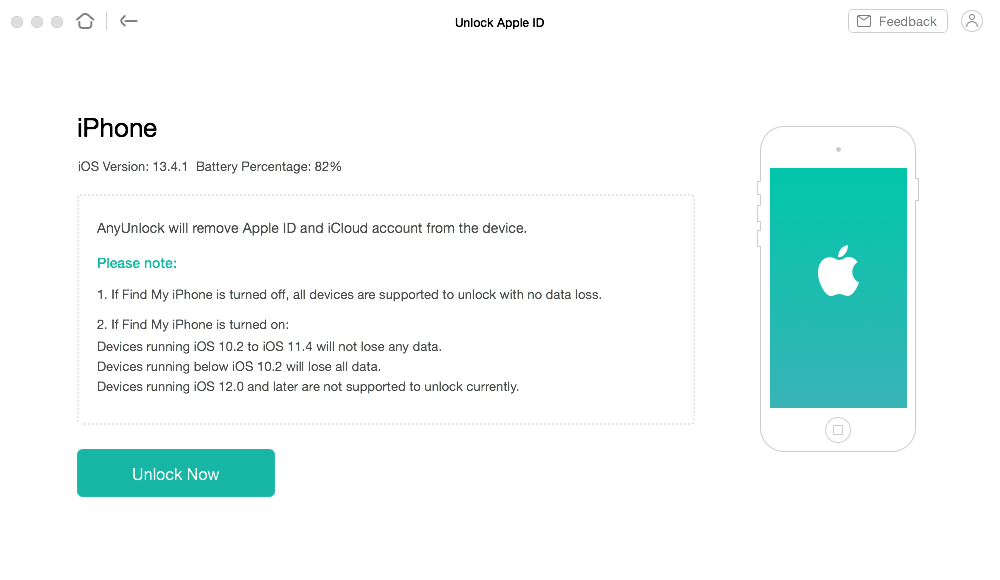 Unlock Apple ID
Feedback
iPhone
iOS Version: 13.4.1 Battery Percentage: 82%
AnyUnlock will remove Apple ID and iCloud account from the device.
Please note:
1. If Find My iPhone is turned off, all devices are supported to unlock with no data loss.
2. If Find My iPhone is turned on:
Devices running iOS 10.2 to iOS 11.4 will not lose any data.
Devices running below iOS 10.2 will lose all data.
Devices running iOS 12.0 and later are not supported to unlock currently.
Unlock Now